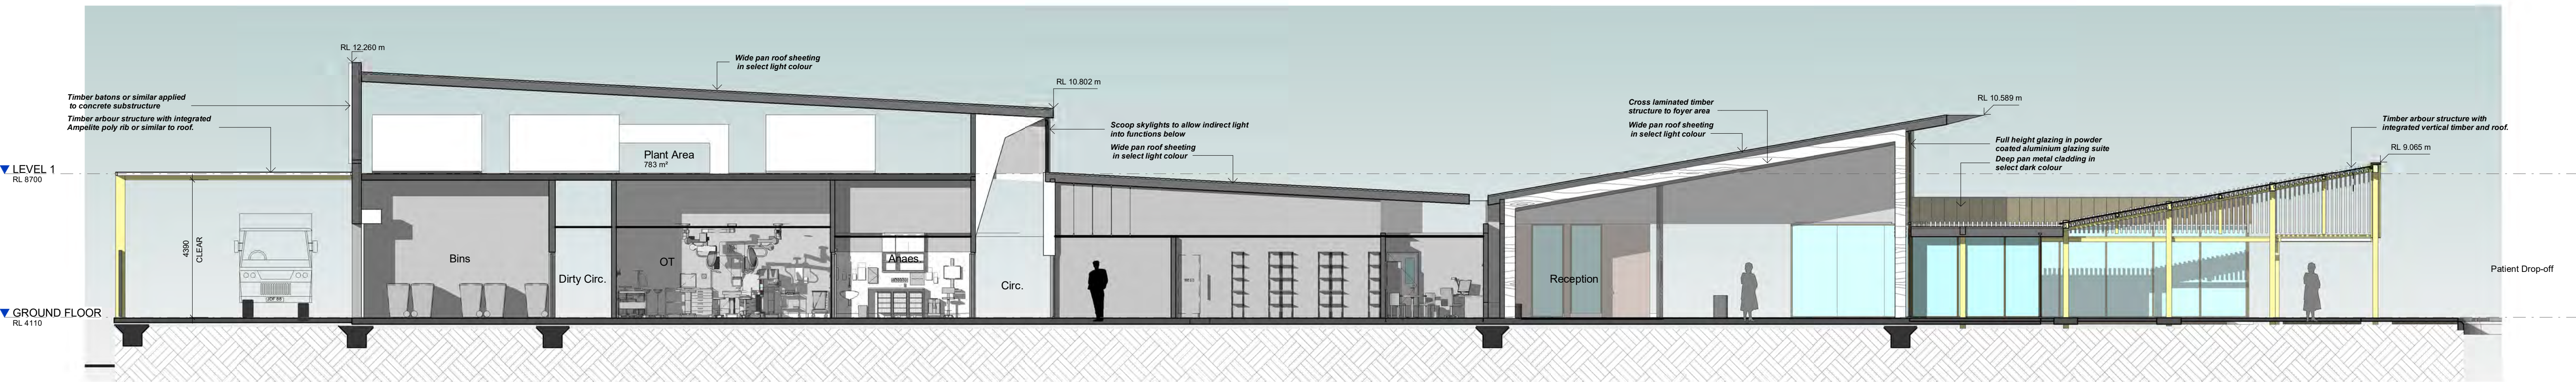 RL 12.260 m
Wide pan roof sheeting
in select light colour
Timber batons or similar applied
to concrete substructure
Timber arbour structure with integrated
Ampelite poly rib or similar to roof.
RL 10.802 m
Scoop skylights to allow indirect light
into functions below
Wide pan roof sheeting
in select light colour
Cross laminated timber
structure to foyer area
Wide pan roof sheeting
in select light colour
RL 10.589 m
Full height glazing in powder
coated aluminium glazing suite
Deep pan metal cladding in
select dark colour
Timber arbour structure with
integrated vertical timber and roof.
RL 9.065 m
LEVEL 1
RL 8700
Plant Area
783 m²
4390
CLEAR
Bins
Dirty Circ.
OT
Anaes.
Circ.
Reception
Patient Drop-off
GROUND FLOOR
RL 4110